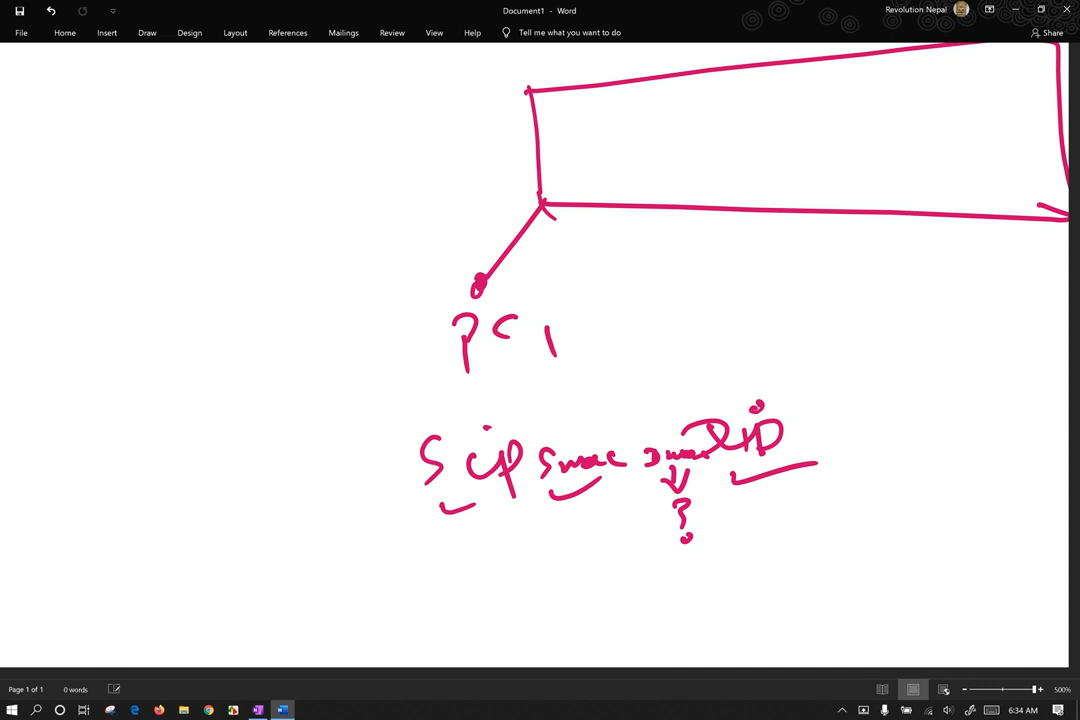 Document1 - Word
Revolution Nepal
File Home Insert Draw Design Layout References Mailings Review View Help Tell me what you want to do Share
PC 1
S ip Smac Dmac
?
Page 1 of 1 0 words 500%
6:34 AM